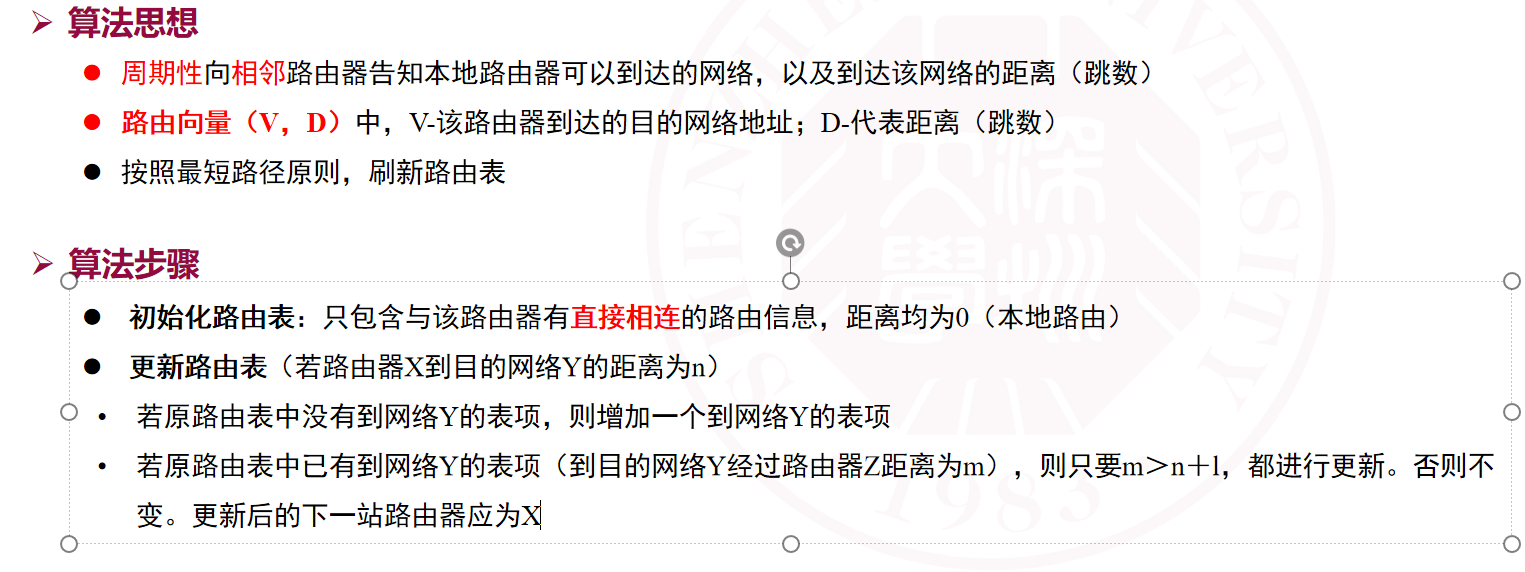 算法思想
周期性向相邻路由器告知本地路由器可以到达的网络，以及到达该网络的距离（跳数）
路由向量（V，D）中，V-该路由器到达的目的网络地址；D-代表距离（跳数）
按照最短路径原则，刷新路由表
算法步骤
初始化路由表：只包含与该路由器有直接相连的路由信息，距离均为0（本地路由）
更新路由表（若路由器X到目的网络Y的距离为n）
若原路由表中没有到网络Y的表项，则增加一个到网络Y的表项
若原路由表中已有到网络Y的表项（到目的网络Y经过路由器Z距离为m），则只要m＞n＋l，都进行更新。否则不
变。更新后的下一站路由器应为X
SHENZHEN UNIVERSITY
深圳大学
1983